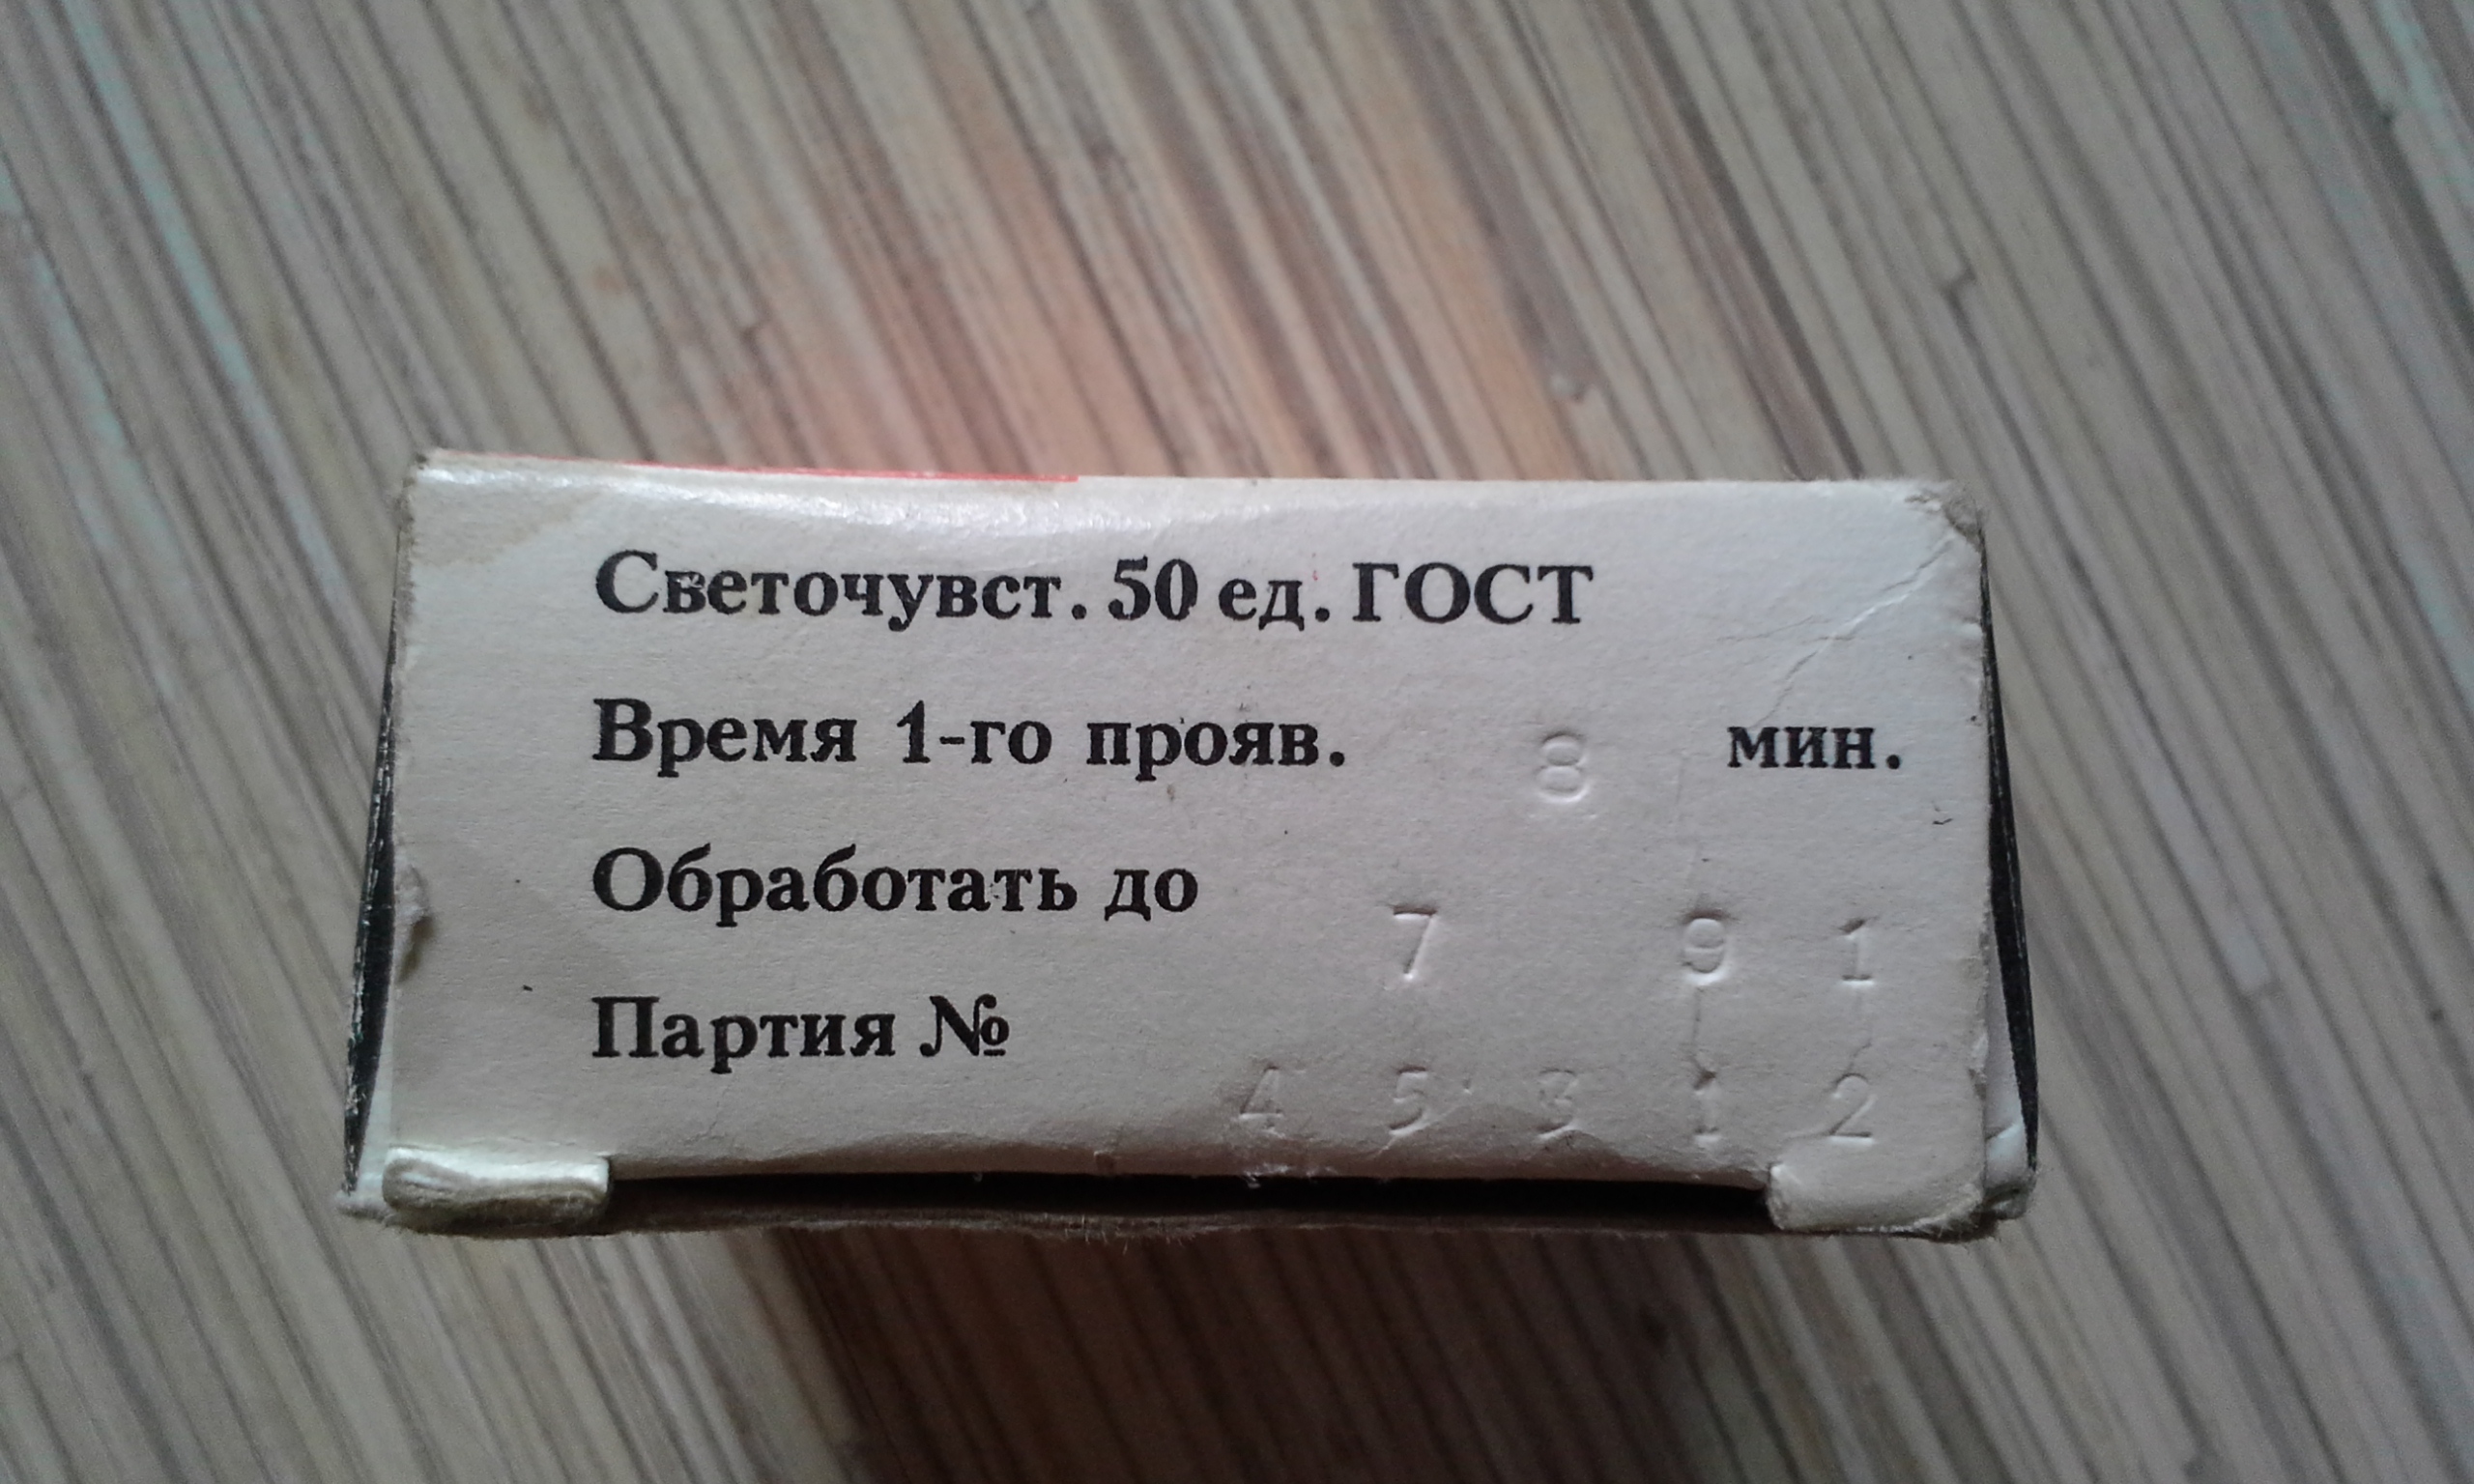 Светочувст. 50 ед. ГОСТ
Время 1-го прояв. 8 мин.
Обработать до 7 91
Партия № 45312